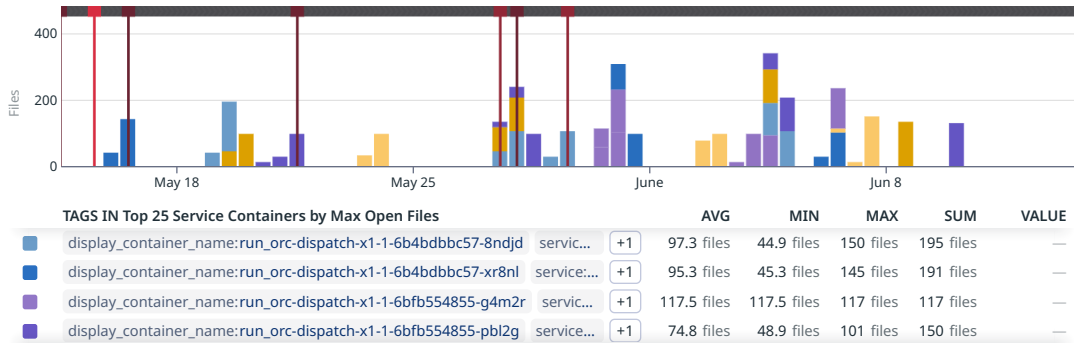 400
Files
200
0
May 18 May 25 June Jun 8
TAGS IN Top 25 Service Containers by Max Open Files AVG MIN MAX SUM VALUE
display_container_name:run_orc-dispatch-x1-1-6b4bdbbc57-8ndjd servic... +1 97.3 files 44.9 files 150 files 195 files —
display_container_name:run_orc-dispatch-x1-1-6b4bdbbc57-xr8nl service:... +1 95.3 files 45.3 files 145 files 191 files —
display_container_name:run_orc-dispatch-x1-1-6bfb554855-g4m2r servic... +1 117.5 files 117.5 files 117 files 117 files —
display_container_name:run_orc-dispatch-x1-1-6bfb554855-pbl2g service... +1 74.8 files 48.9 files 101 files 150 files —